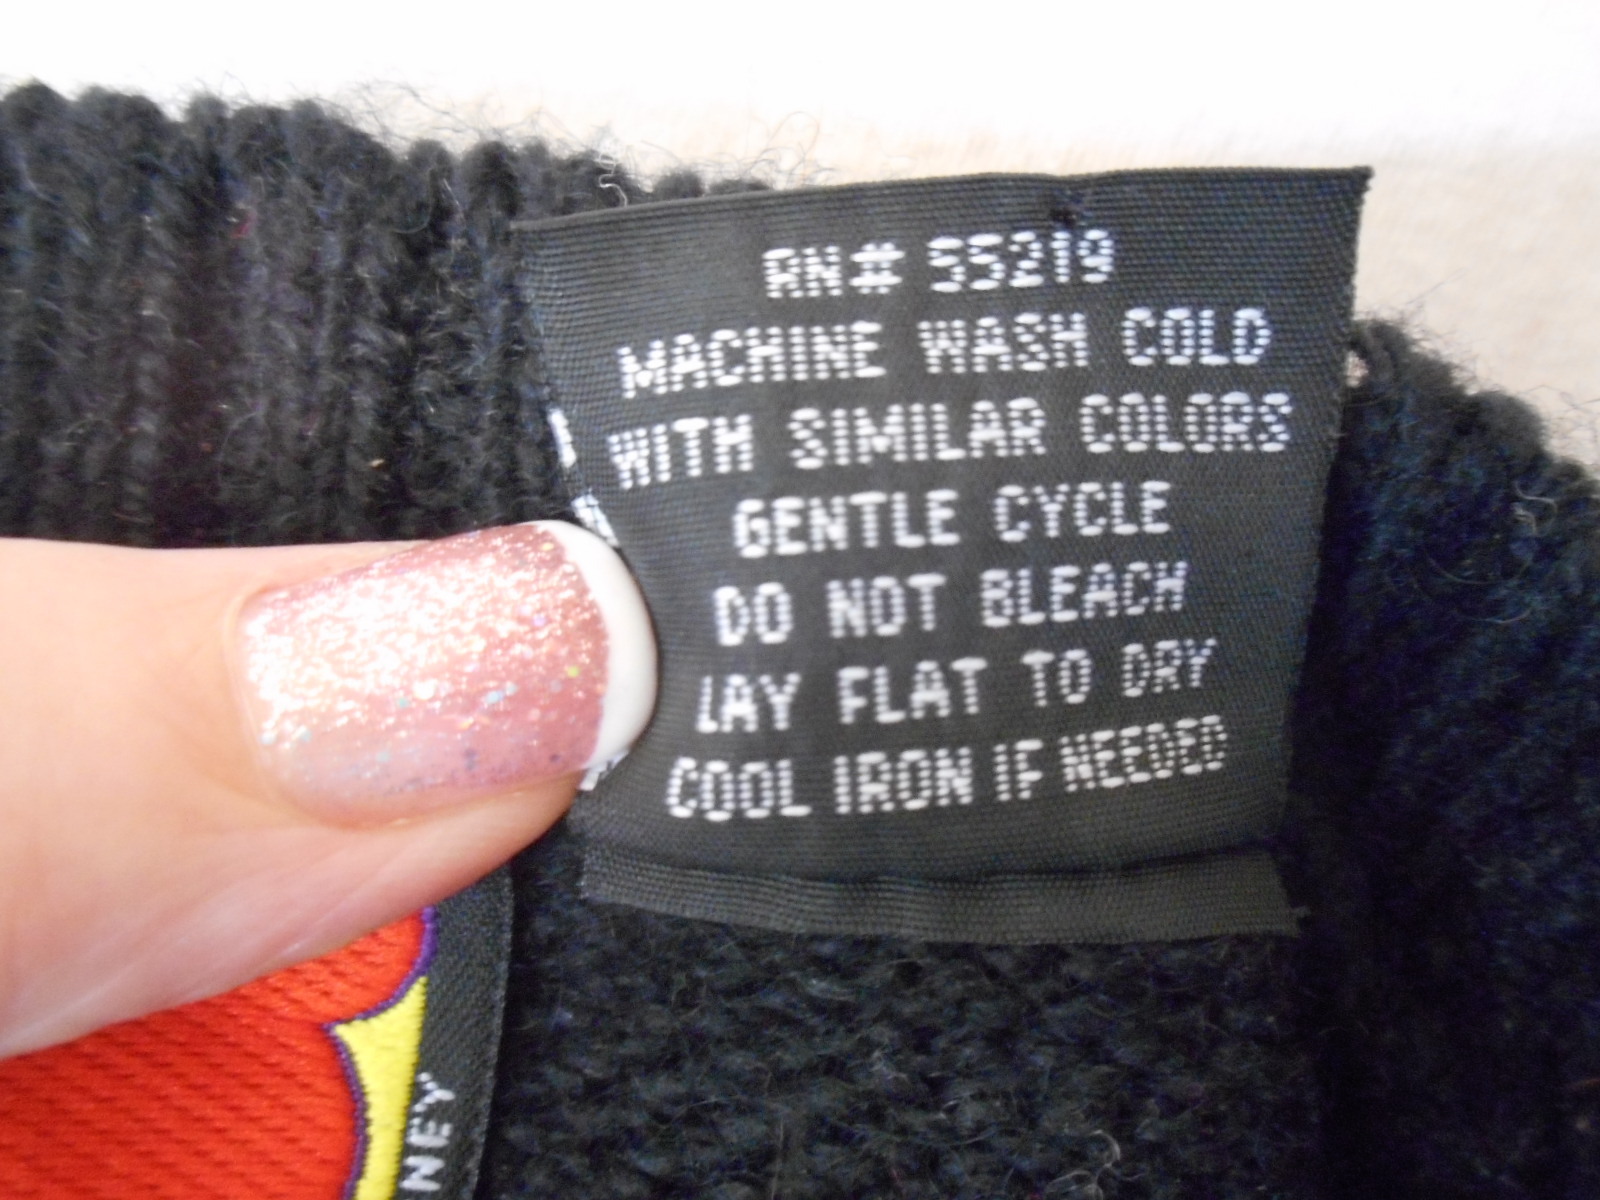 RN# 55219
MACHINE WASH COLD
WITH SIMILAR COLORS
GENTLE CYCLE
DO NOT BLEACH
LAY FLAT TO DRY
COOL IRON IF NEEDED
NEY